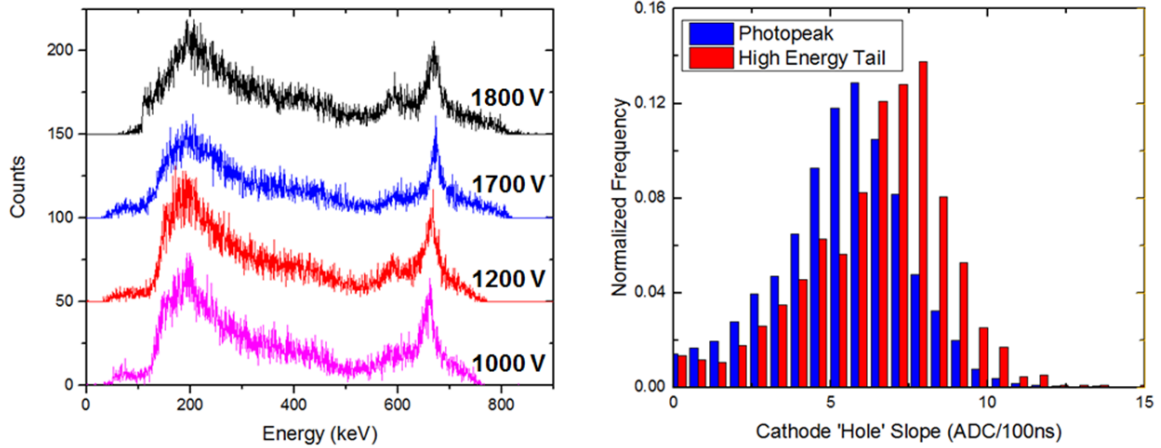 200
150
100
50
0
Counts
1800 V
1700 V
1200 V
1000 V
0 200 400 600 800
Energy (keV)
0.16
0.12
0.08
0.04
0.00
Normalized Frequency
Photopeak
High Energy Tail
0 5 10 15
Cathode 'Hole' Slope (ADC/100ns)